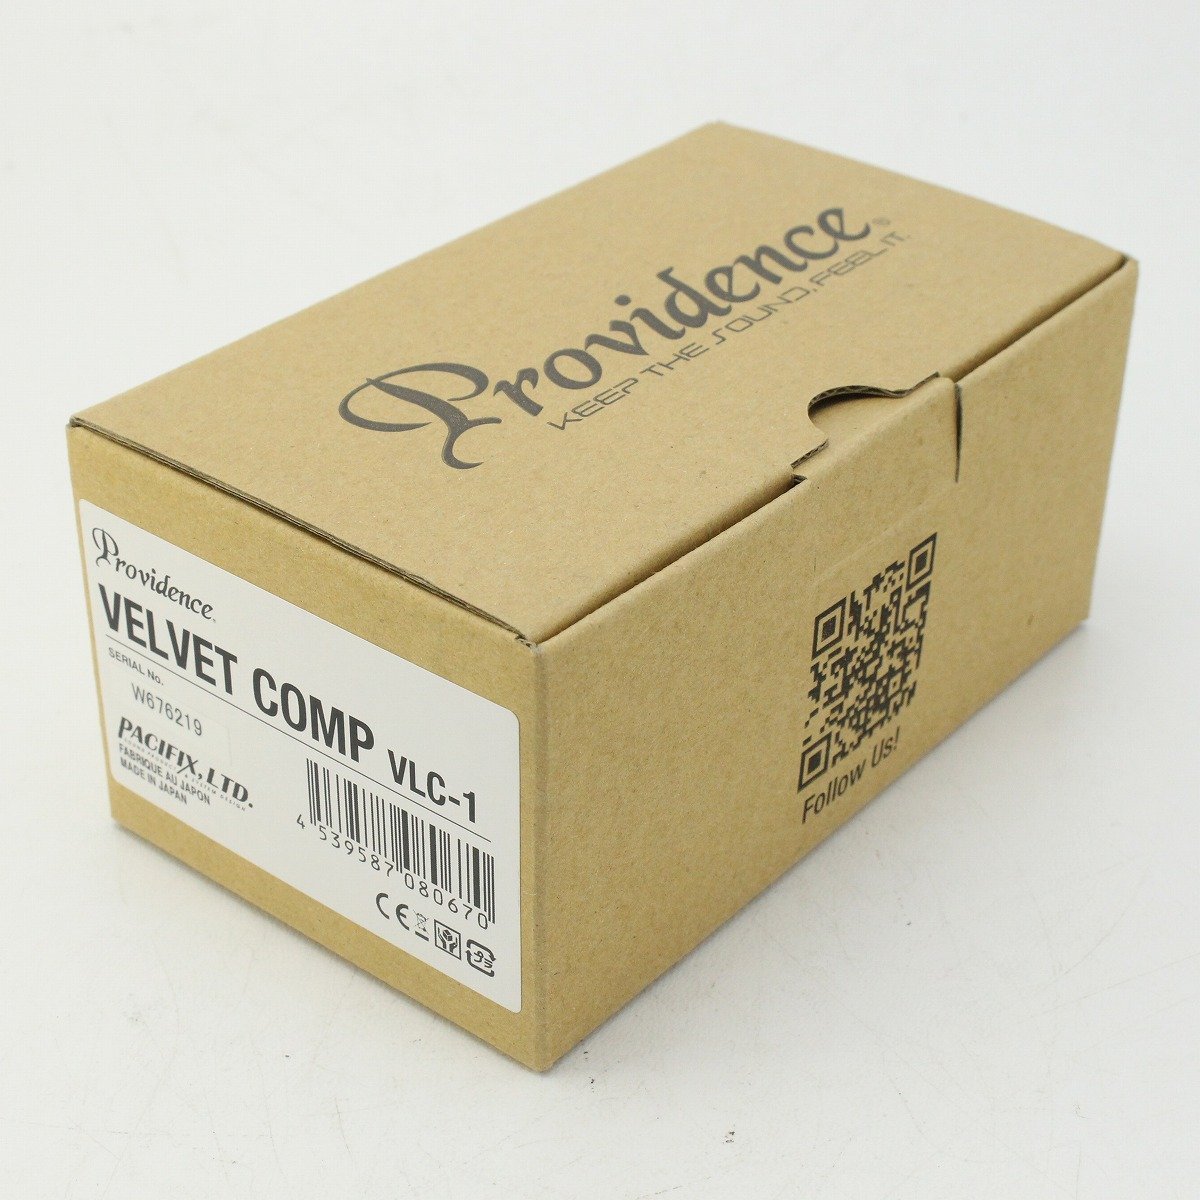 Providence®
KEEP THE SOUND, FEEL IT.
Providence
VELVET COMP VLC-1
SERIAL No.
W676219
PACIFIX, LTD.
FABRIQUE AU JAPON
MADE IN JAPAN
4 539587 080670
CE
Follow Us!